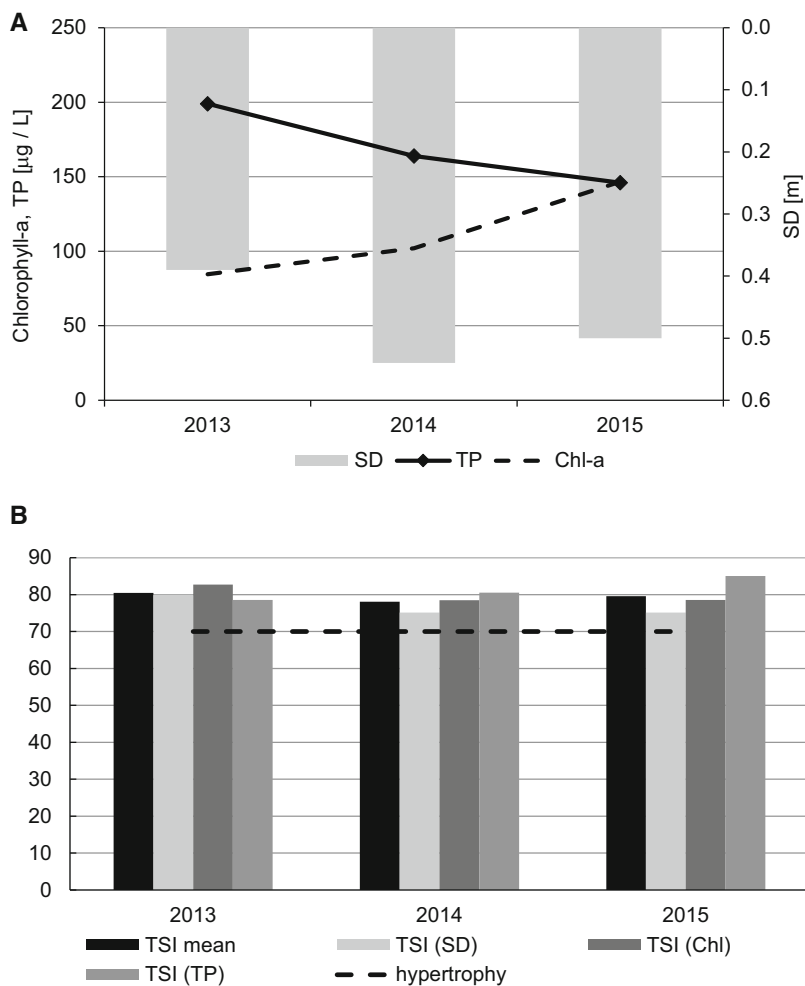 A
250
200
150
100
50
0
Chlorophyll-a, TP [µg / L]
0.0
0.1
0.2
0.3
0.4
0.5
0.6
SD [m]
2013 2014 2015
SD TP Chl-a
B
90
80
70
60
50
40
30
20
10
0
2013 2014 2015
TSI mean TSI (SD) TSI (Chl)
TSI (TP) hypertrophy